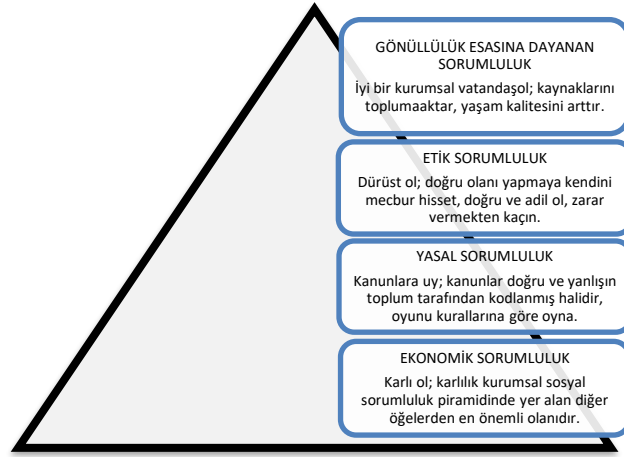 GÖNÜLLÜLÜK ESASINA DAYANAN
SORUMLULUK
İyi bir kurumsal vatandaşol; kaynaklarını
toplumaaktar, yaşam kalitesini arttır.
ETİK SORUMLULUK
Dürüst ol; doğru olanı yapmaya kendini
mecbur hisset, doğru ve adil ol, zarar
vermekten kaçın.
YASAL SORUMLULUK
Kanunlara uy; kanunlar doğru ve yanlışın
toplum tarafından kodlanmış halidir,
oyunu kurallarına göre oyna.
EKONOMİK SORUMLULUK
Karlı ol; karlılık kurumsal sosyal
sorumluluk piramidinde yer alan diğer
öğelerden en önemli olanıdır.